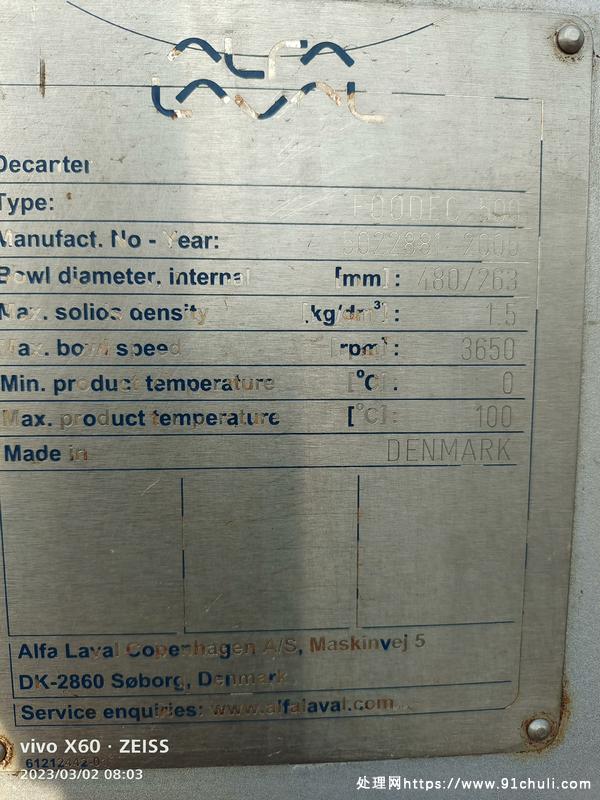 ALFA
LAVAL
Decanter
Type: FOODEC
Manufact. No - Year:
Bowl diameter, internal [mm]: 480/263
Max. solids density [kg/dm³]: 1.5
Max. bowl speed [rpm]: 3650
Min. product temperature [°C]: 0
Max. product temperature [°C]: 100
Made in DENMARK
Alfa Laval Copenhagen A/S, Maskinvej 5
DK-2860 Søborg, Denmark
Service enquiries: www.alfalaval.com
vivo X60 · ZEISS
2023/03/02 08:03
处理网https://www.91chuli.com